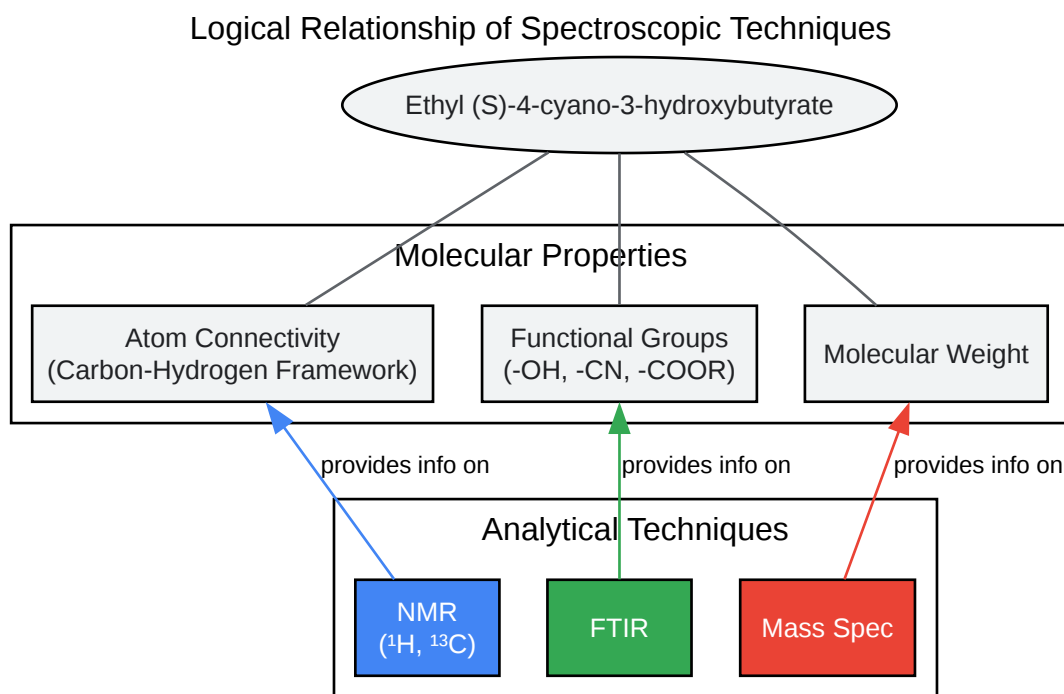 Logical Relationship of Spectroscopic Techniques
Ethyl (S)-4-cyano-3-hydroxybutyrate
Molecular Properties
Atom Connectivity
(Carbon-Hydrogen Framework)
Functional Groups
(-OH, -CN, -COOR)
Molecular Weight
provides info on
provides info on
provides info on
Analytical Techniques
NMR
(¹H, ¹³C)
FTIR
Mass Spec